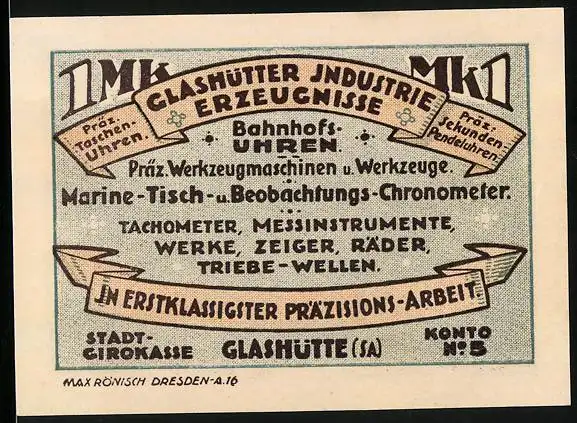 1 Mk
Mk 1
GLASHÜTTER JNDUSTRIE
ERZEUGNISSE
Präz.
Taschen-
Uhren.
Präz.
Sekunden
Pendeluhren.
Bahnhofs-
UHREN.
Präz. Werkzeugmaschinen u. Werkzeuge.
Marine-Tisch-u. Beobachtungs-Chronometer.
TACHOMETER, MESSINSTRUMENTE,
WERKE, ZEIGER, RÄDER,
TRIEBE-WELLEN.
JN ERSTKLASSIGSTER PRÄZISIONS-ARBEIT.
STADT-
GIROKASSE
GLASHÜTTE (SA)
KONTO
No 5
MAX RÖNISCH DRESDEN-A.16